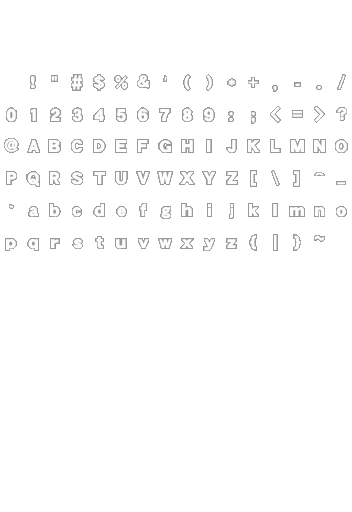 ! " # $ % & ' ( ) * + , - . /
0 1 2 3 4 5 6 7 8 9 : ; < = > ?
@ A B C D E F G H I J K L M N O
P Q R S T U V W X Y Z [ \ ] ^ _
` a b c d e f g h i j k l m n o
p q r s t u v w x y z { | } ~